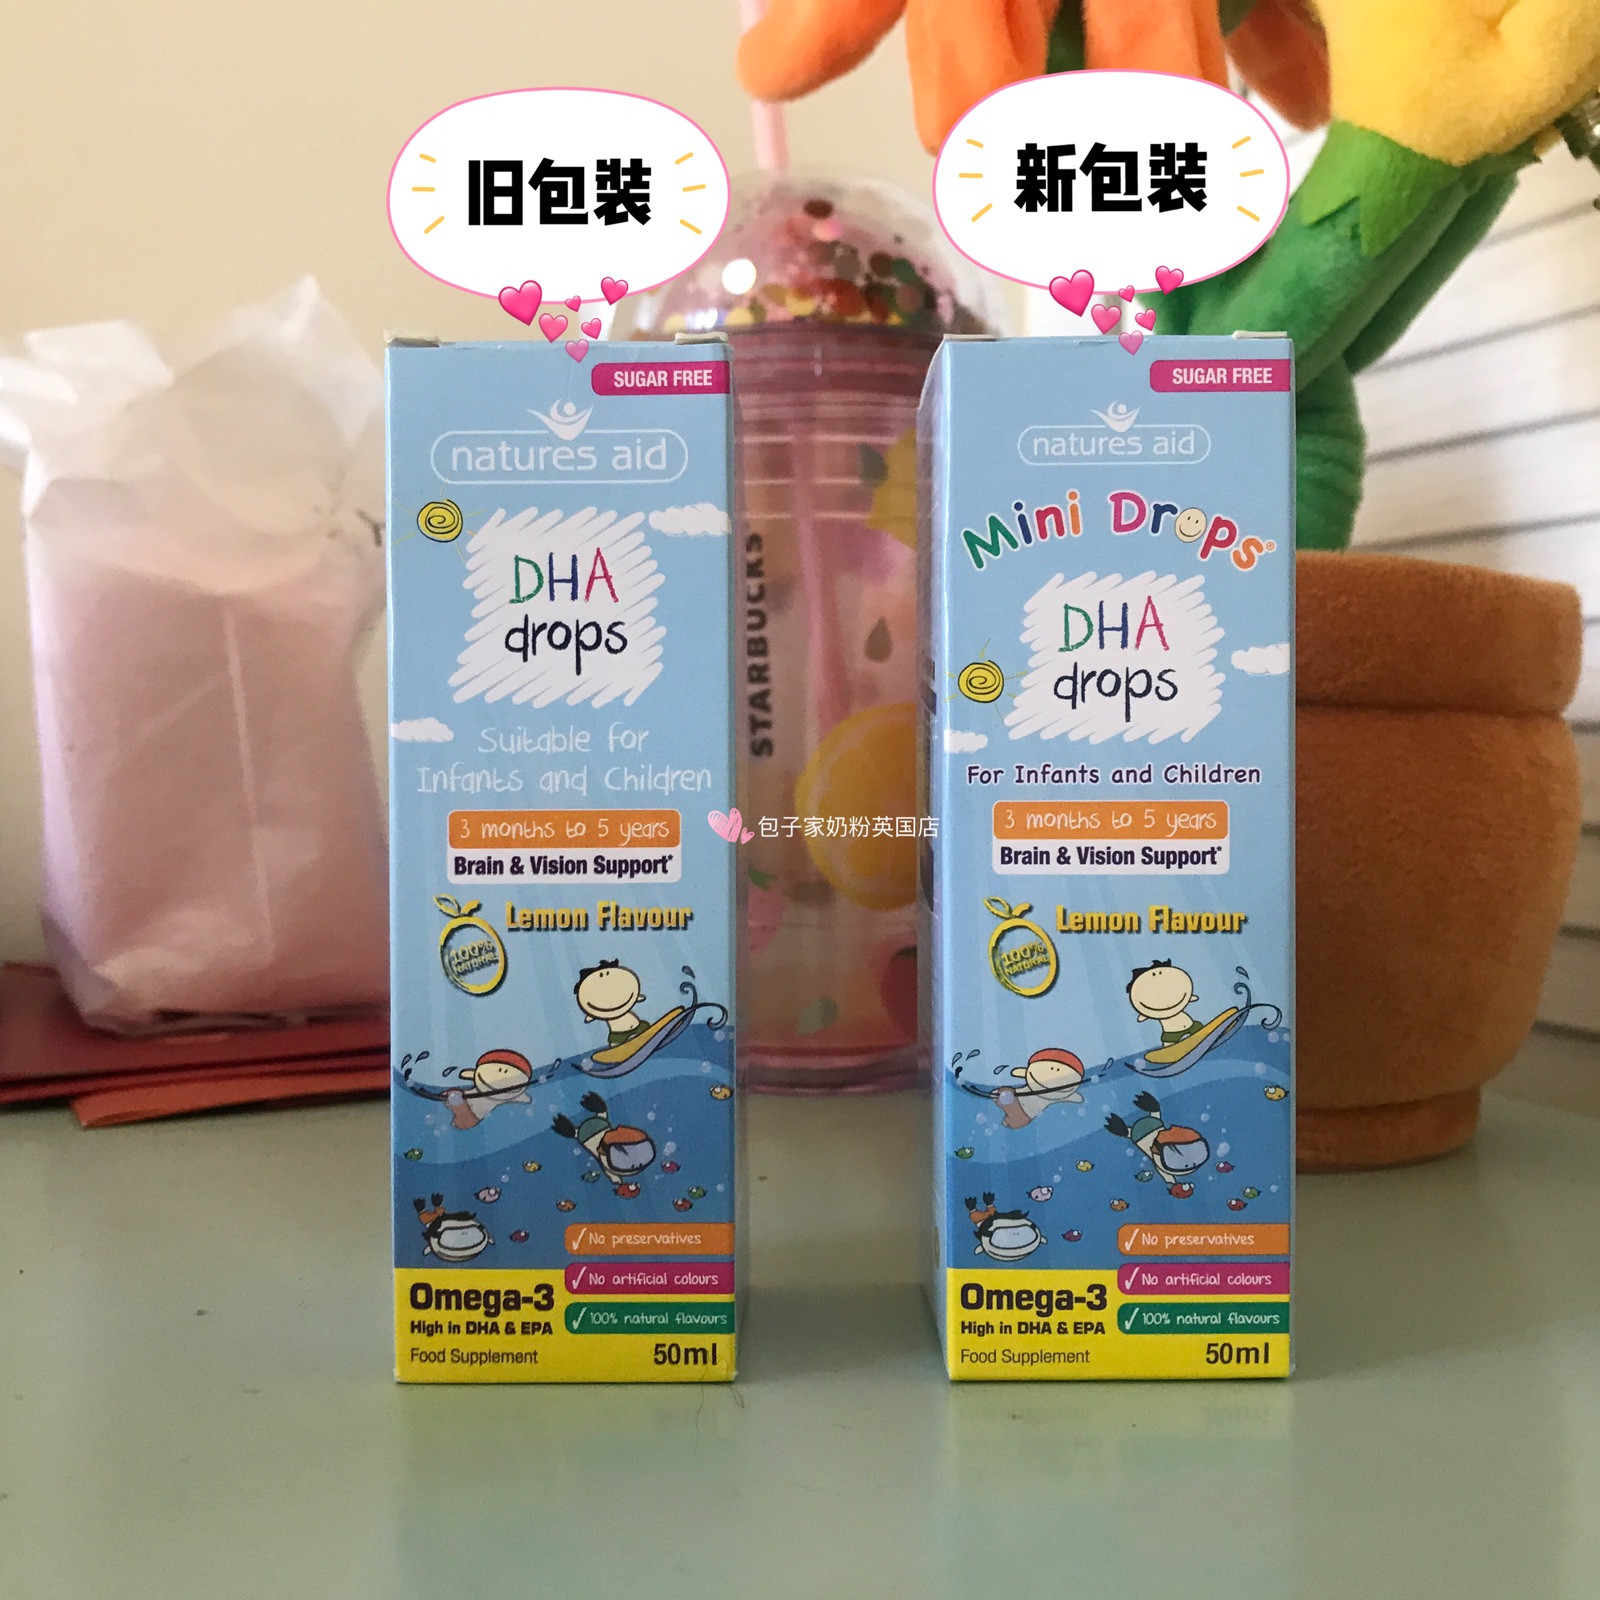 旧包装
SUGAR FREE
natures aid
DHA
drops
Suitable for
Infants and Children
3 months to 5 years
Brain & Vision Support*
Lemon Flavour
100%
NATURAL
No preservatives
No artificial colours
100% natural flavours
Omega-3
High in DHA & EPA
Food Supplement
50ml
新包装
SUGAR FREE
natures aid
Mini Drops®
DHA
drops
For Infants and Children
3 months to 5 years
Brain & Vision Support*
Lemon Flavour
100%
NATURAL
No preservatives
No artificial colours
100% natural flavours
Omega-3
High in DHA & EPA
Food Supplement
50ml
STARBUCKS
包子家奶粉英国店